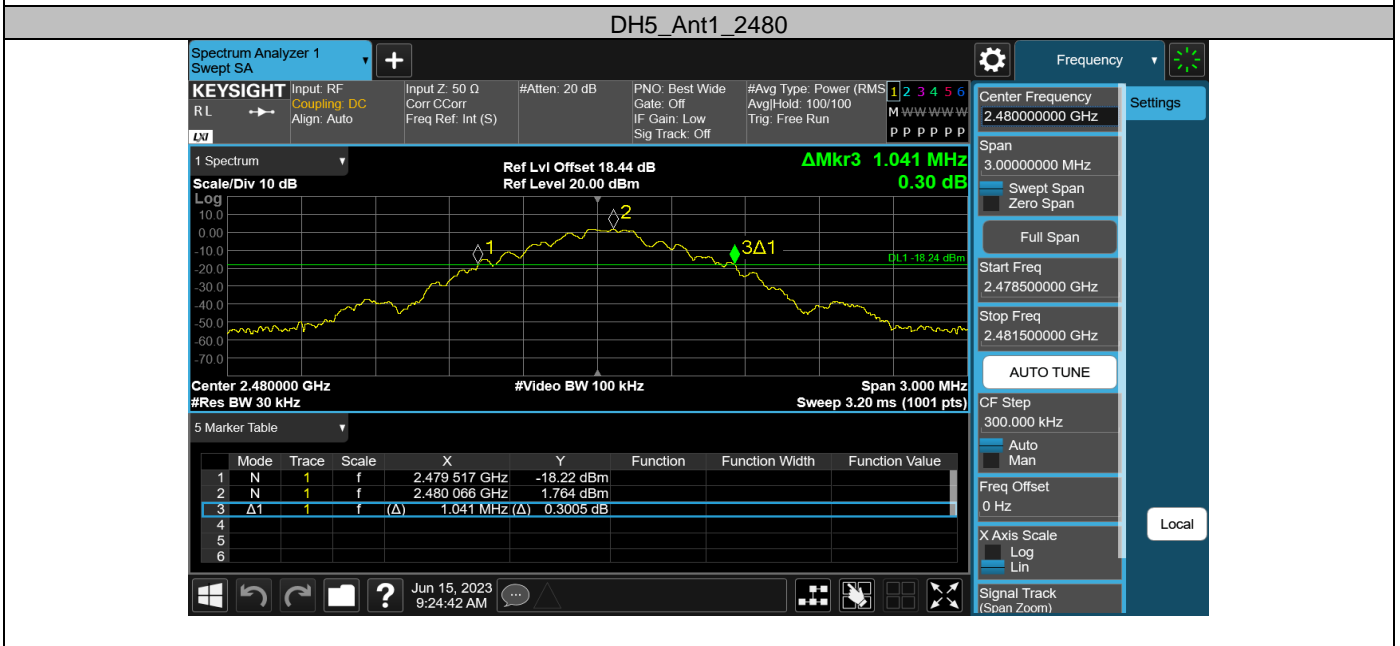 DH5_Ant1_2480
Spectrum Analyzer 1
Swept SA
+
Frequency
KEYSIGHT
RL
LXI
Input: RF
Coupling: DC
Align: Auto
Input Z: 50 Ω
Corr CCorr
Freq Ref: Int (S)
#Atten: 20 dB
PNO: Best Wide
Gate: Off
IF Gain: Low
Sig Track: Off
#Avg Type: Power (RMS
Avg|Hold: 100/100
Trig: Free Run
1 2 3 4 5 6
M W W W W W
P P P P P P
1 Spectrum
Scale/Div 10 dB
Ref Lvl Offset 18.44 dB
Ref Level 20.00 dBm
ΔMkr3 1.041 MHz
0.30 dB
Log
10.0
0.00
-10.0
-20.0
-30.0
-40.0
-50.0
-60.0
-70.0
1
2
3Δ1
DL1 -18.24 dBm
Center 2.480000 GHz
#Video BW 100 kHz
Span 3.000 MHz
#Res BW 30 kHz
Sweep 3.20 ms (1001 pts)
5 Marker Table
Mode Trace Scale X Y Function Function Width Function Value
1 N 1 f 2.479 517 GHz -18.22 dBm
2 N 1 f 2.480 066 GHz 1.764 dBm
3 Δ1 1 f (Δ) 1.041 MHz (Δ) 0.3005 dB
4
5
6
?
Jun 15, 2023
9:24:42 AM
Center Frequency
2.480000000 GHz
Settings
Span
3.00000000 MHz
Swept Span
Zero Span
Full Span
Start Freq
2.478500000 GHz
Stop Freq
2.481500000 GHz
AUTO TUNE
CF Step
300.000 kHz
Auto
Man
Freq Offset
0 Hz
Local
X Axis Scale
Log
Lin
Signal Track
(Span Zoom)